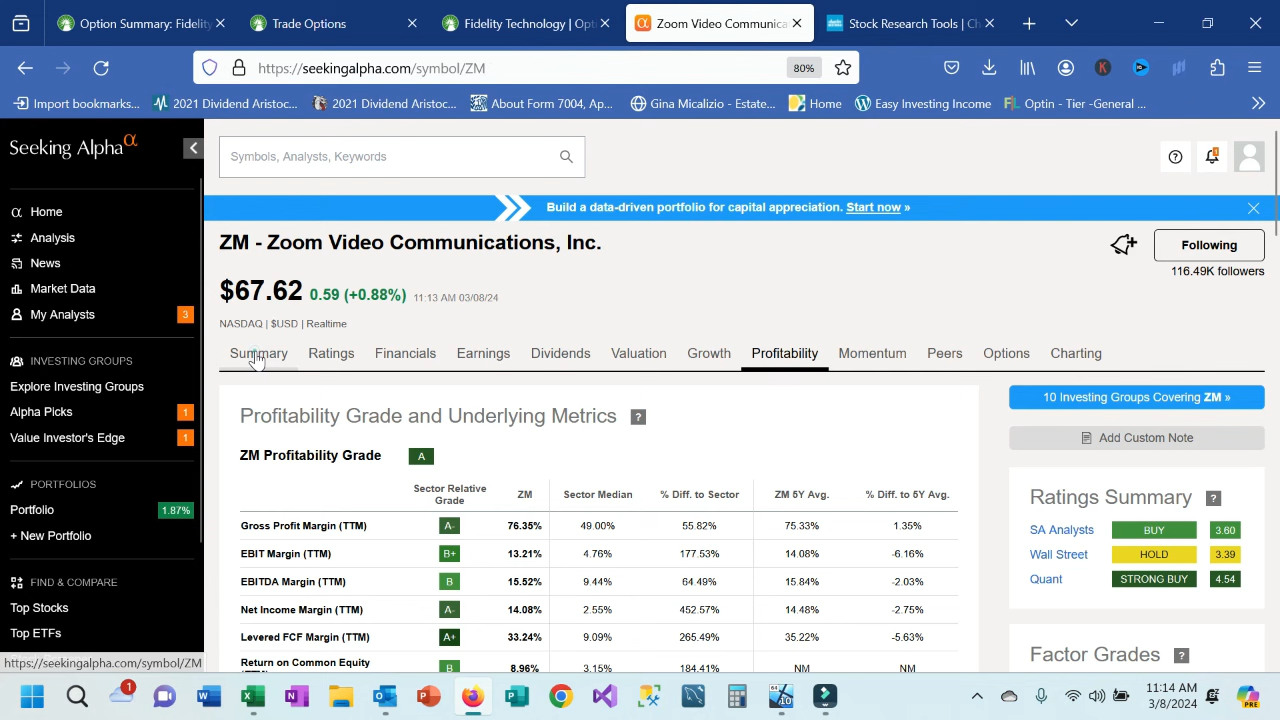 Option Summary: Fidelity
Trade Options
Fidelity Technology | Opt
Zoom Video Communica
Stock Research Tools | Ch
https://seekingalpha.com/symbol/ZM
80%
Import bookmarks...
2021 Dividend Aristoc...
2021 Dividend Aristoc...
About Form 7004, Ap...
Gina Micalizio - Estate...
Home
Easy Investing Income
Optin - Tier -General ...
Seeking Alpha α
Symbols, Analysts, Keywords
Build a data-driven portfolio for capital appreciation. Start now »
Home
Analysis
News
Market Data
My Analysts 3
INVESTING GROUPS
Explore Investing Groups
Alpha Picks 1
Value Investor's Edge 1
PORTFOLIOS
Portfolio 1.87%
+ New Portfolio
FIND & COMPARE
Top Stocks
Top ETFs
https://seekingalpha.com/symbol/ZM
ZM - Zoom Video Communications, Inc.
Following
116.49K followers
$67.62 0.59 (+0.88%) 11:13 AM 03/08/24
NASDAQ | $USD | Realtime
Summary Ratings Financials Earnings Dividends Valuation Growth Profitability Momentum Peers Options Charting
Profitability Grade and Underlying Metrics ?
ZM Profitability Grade A
Sector Relative Grade ZM Sector Median % Diff. to Sector ZM 5Y Avg. % Diff. to 5Y Avg.
Gross Profit Margin (TTM) A- 76.35% 49.00% 55.82% 75.33% 1.35%
EBIT Margin (TTM) B+ 13.21% 4.76% 177.53% 14.08% -6.16%
EBITDA Margin (TTM) B 15.52% 9.44% 64.49% 15.84% -2.03%
Net Income Margin (TTM) A- 14.08% 2.55% 452.57% 14.48% -2.75%
Levered FCF Margin (TTM) A+ 33.24% 9.09% 265.49% 35.22% -5.63%
Return on Common Equity B 8.96% 3.15% 184.41% NM NM
10 Investing Groups Covering ZM »
Add Custom Note
Ratings Summary ?
SA Analysts BUY 3.60
Wall Street HOLD 3.39
Quant STRONG BUY 4.54
Factor Grades ?
1
11:14 AM
3/8/2024
PRE